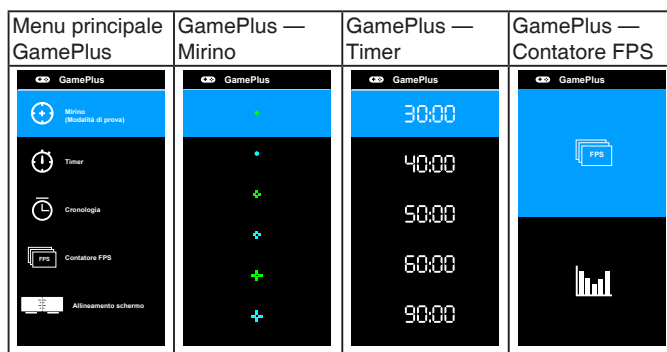 Menu principale
GamePlus
GamePlus —
Mirino
GamePlus —
Timer
GamePlus —
Contatore FPS
GamePlus
Mirino
(Modalità di prova)
Timer
Cronologia
FPS
Contatore FPS
Allineamento schermo
GamePlus
GamePlus
30:00
40:00
50:00
60:00
90:00
GamePlus
FPS